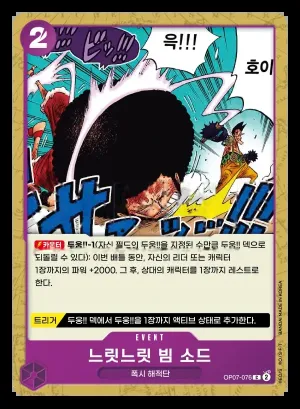 2
윽!!!
호이
카운터 두웅!!-1(자신 필드의 두웅!!을 지정된 수만큼 두웅!! 덱으로
되돌릴 수 있다): 이번 배틀 동안, 자신의 리더 또는 캐릭터
1장까지의 파워 +2000. 그 후, 상대의 캐릭터를 1장까지 레스트로
한다.
트리거 두웅!! 덱에서 두웅!!을 1장까지 액티브 상태로 추가한다.
EVENT
느릿느릿 빔 소드
폭시 해적단
OP07-076